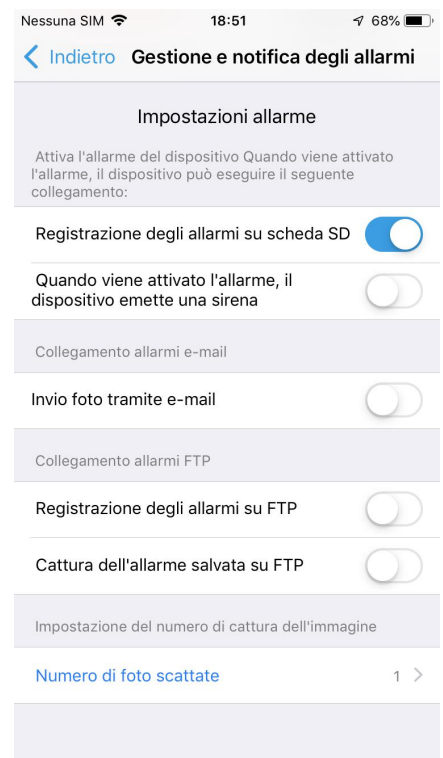 Nessuna SIM 18:51 68%
Indietro Gestione e notifica degli allarmi
Impostazioni allarme
Attiva l'allarme del dispositivo Quando viene attivato
l'allarme, il dispositivo può eseguire il seguente
collegamento:
Registrazione degli allarmi su scheda SD
Quando viene attivato l'allarme, il
dispositivo emette una sirena
Collegamento allarmi e-mail
Invio foto tramite e-mail
Collegamento allarmi FTP
Registrazione degli allarmi su FTP
Cattura dell'allarme salvata su FTP
Impostazione del numero di cattura dell'immagine
Numero di foto scattate 1